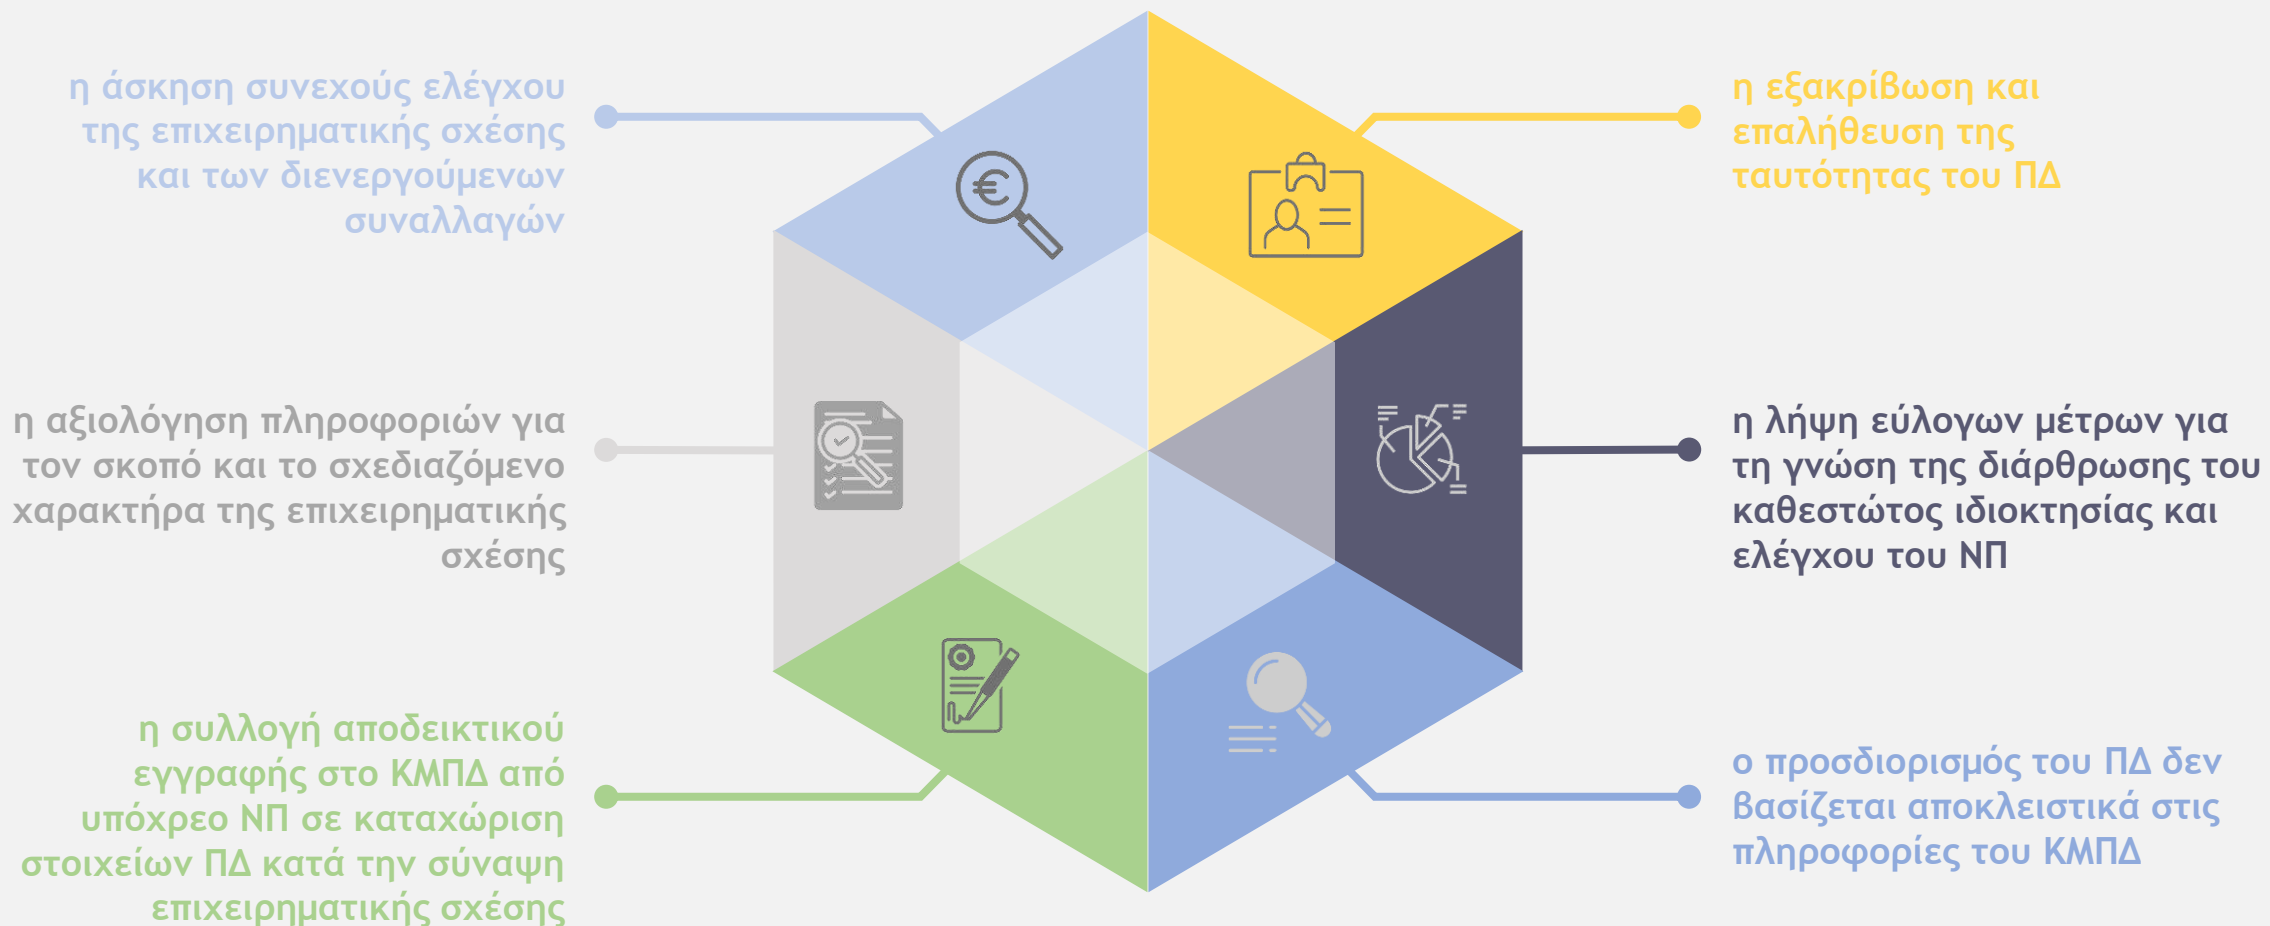 η άσκηση συνεχούς ελέγχου
της επιχειρηματικής σχέσης
και των διενεργούμενων
συναλλαγών
η εξακρίβωση και
επαλήθευση της
ταυτότητας του ΠΔ
η αξιολόγηση πληροφοριών για
τον σκοπό και το σχεδιαζόμενο
χαρακτήρα της επιχειρηματικής
σχέσης
η λήψη εύλογων μέτρων για
τη γνώση της διάρθρωσης του
καθεστώτος ιδιοκτησίας και
ελέγχου του ΝΠ
η συλλογή αποδεικτικού
εγγραφής στο ΚΜΠΔ από
υπόχρεο ΝΠ σε καταχώριση
στοιχείων ΠΔ κατά την σύναψη
επιχειρηματικής σχέσης
ο προσδιορισμός του ΠΔ δεν
βασίζεται αποκλειστικά στις
πληροφορίες του ΚΜΠΔ